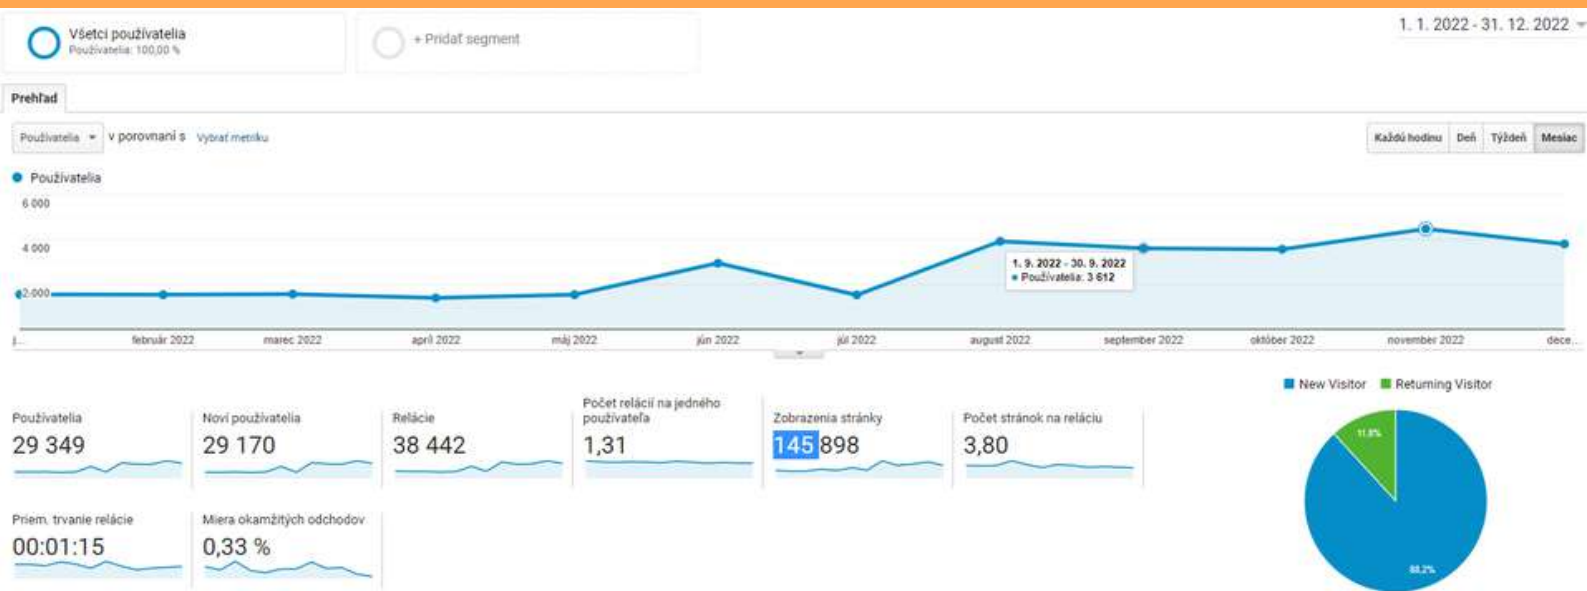 Všetci používatelia
Používatelia: 100,00 %
+ Pridať segment
1. 1. 2022 - 31. 12. 2022
Prehľad
Používatelia v porovnaní s Vybrať metriku
Každú hodinu Deň Týždeň Mesiac
Používatelia
6 000
4 000
2 000
1. 9. 2022 - 30. 9. 2022
Používatelia: 3 612
j... február 2022 marec 2022 apríl 2022 máj 2022 jún 2022 júl 2022 august 2022 september 2022 október 2022 november 2022 dece...
New Visitor Returning Visitor
Používatelia
29 349
Noví používatelia
29 170
Relácie
38 442
Počet relácií na jedného
používateľa
1,31
Zobrazenia stránky
145 898
Počet stránok na reláciu
3,80
Priem. trvanie relácie
00:01:15
Miera okamžitých odchodov
0,33 %
11.8%
88.2%